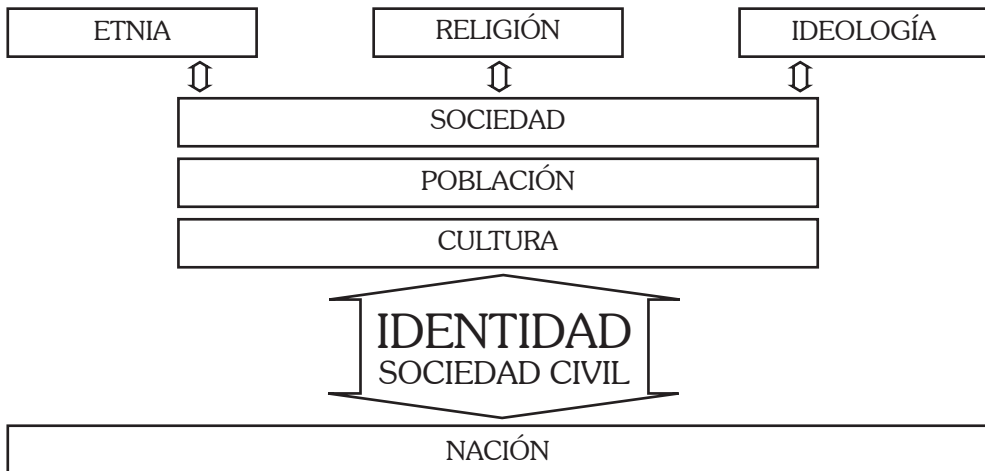 ETNIA
RELIGIÓN
IDEOLOGÍA
SOCIEDAD
POBLACIÓN
CULTURA
IDENTIDAD
SOCIEDAD CIVIL
NACIÓN